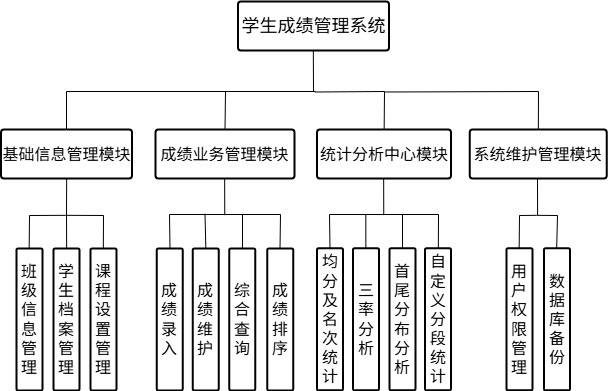 学生成绩管理系统
基础信息管理模块
成绩业务管理模块
统计分析中心模块
系统维护管理模块
班级信息管理
学生档案管理
课程设置管理
成绩录入
成绩维护
综合查询
成绩排序
均分及名次统计
三率分析
首尾分布分析
自定义分段统计
用户权限管理
数据库备份